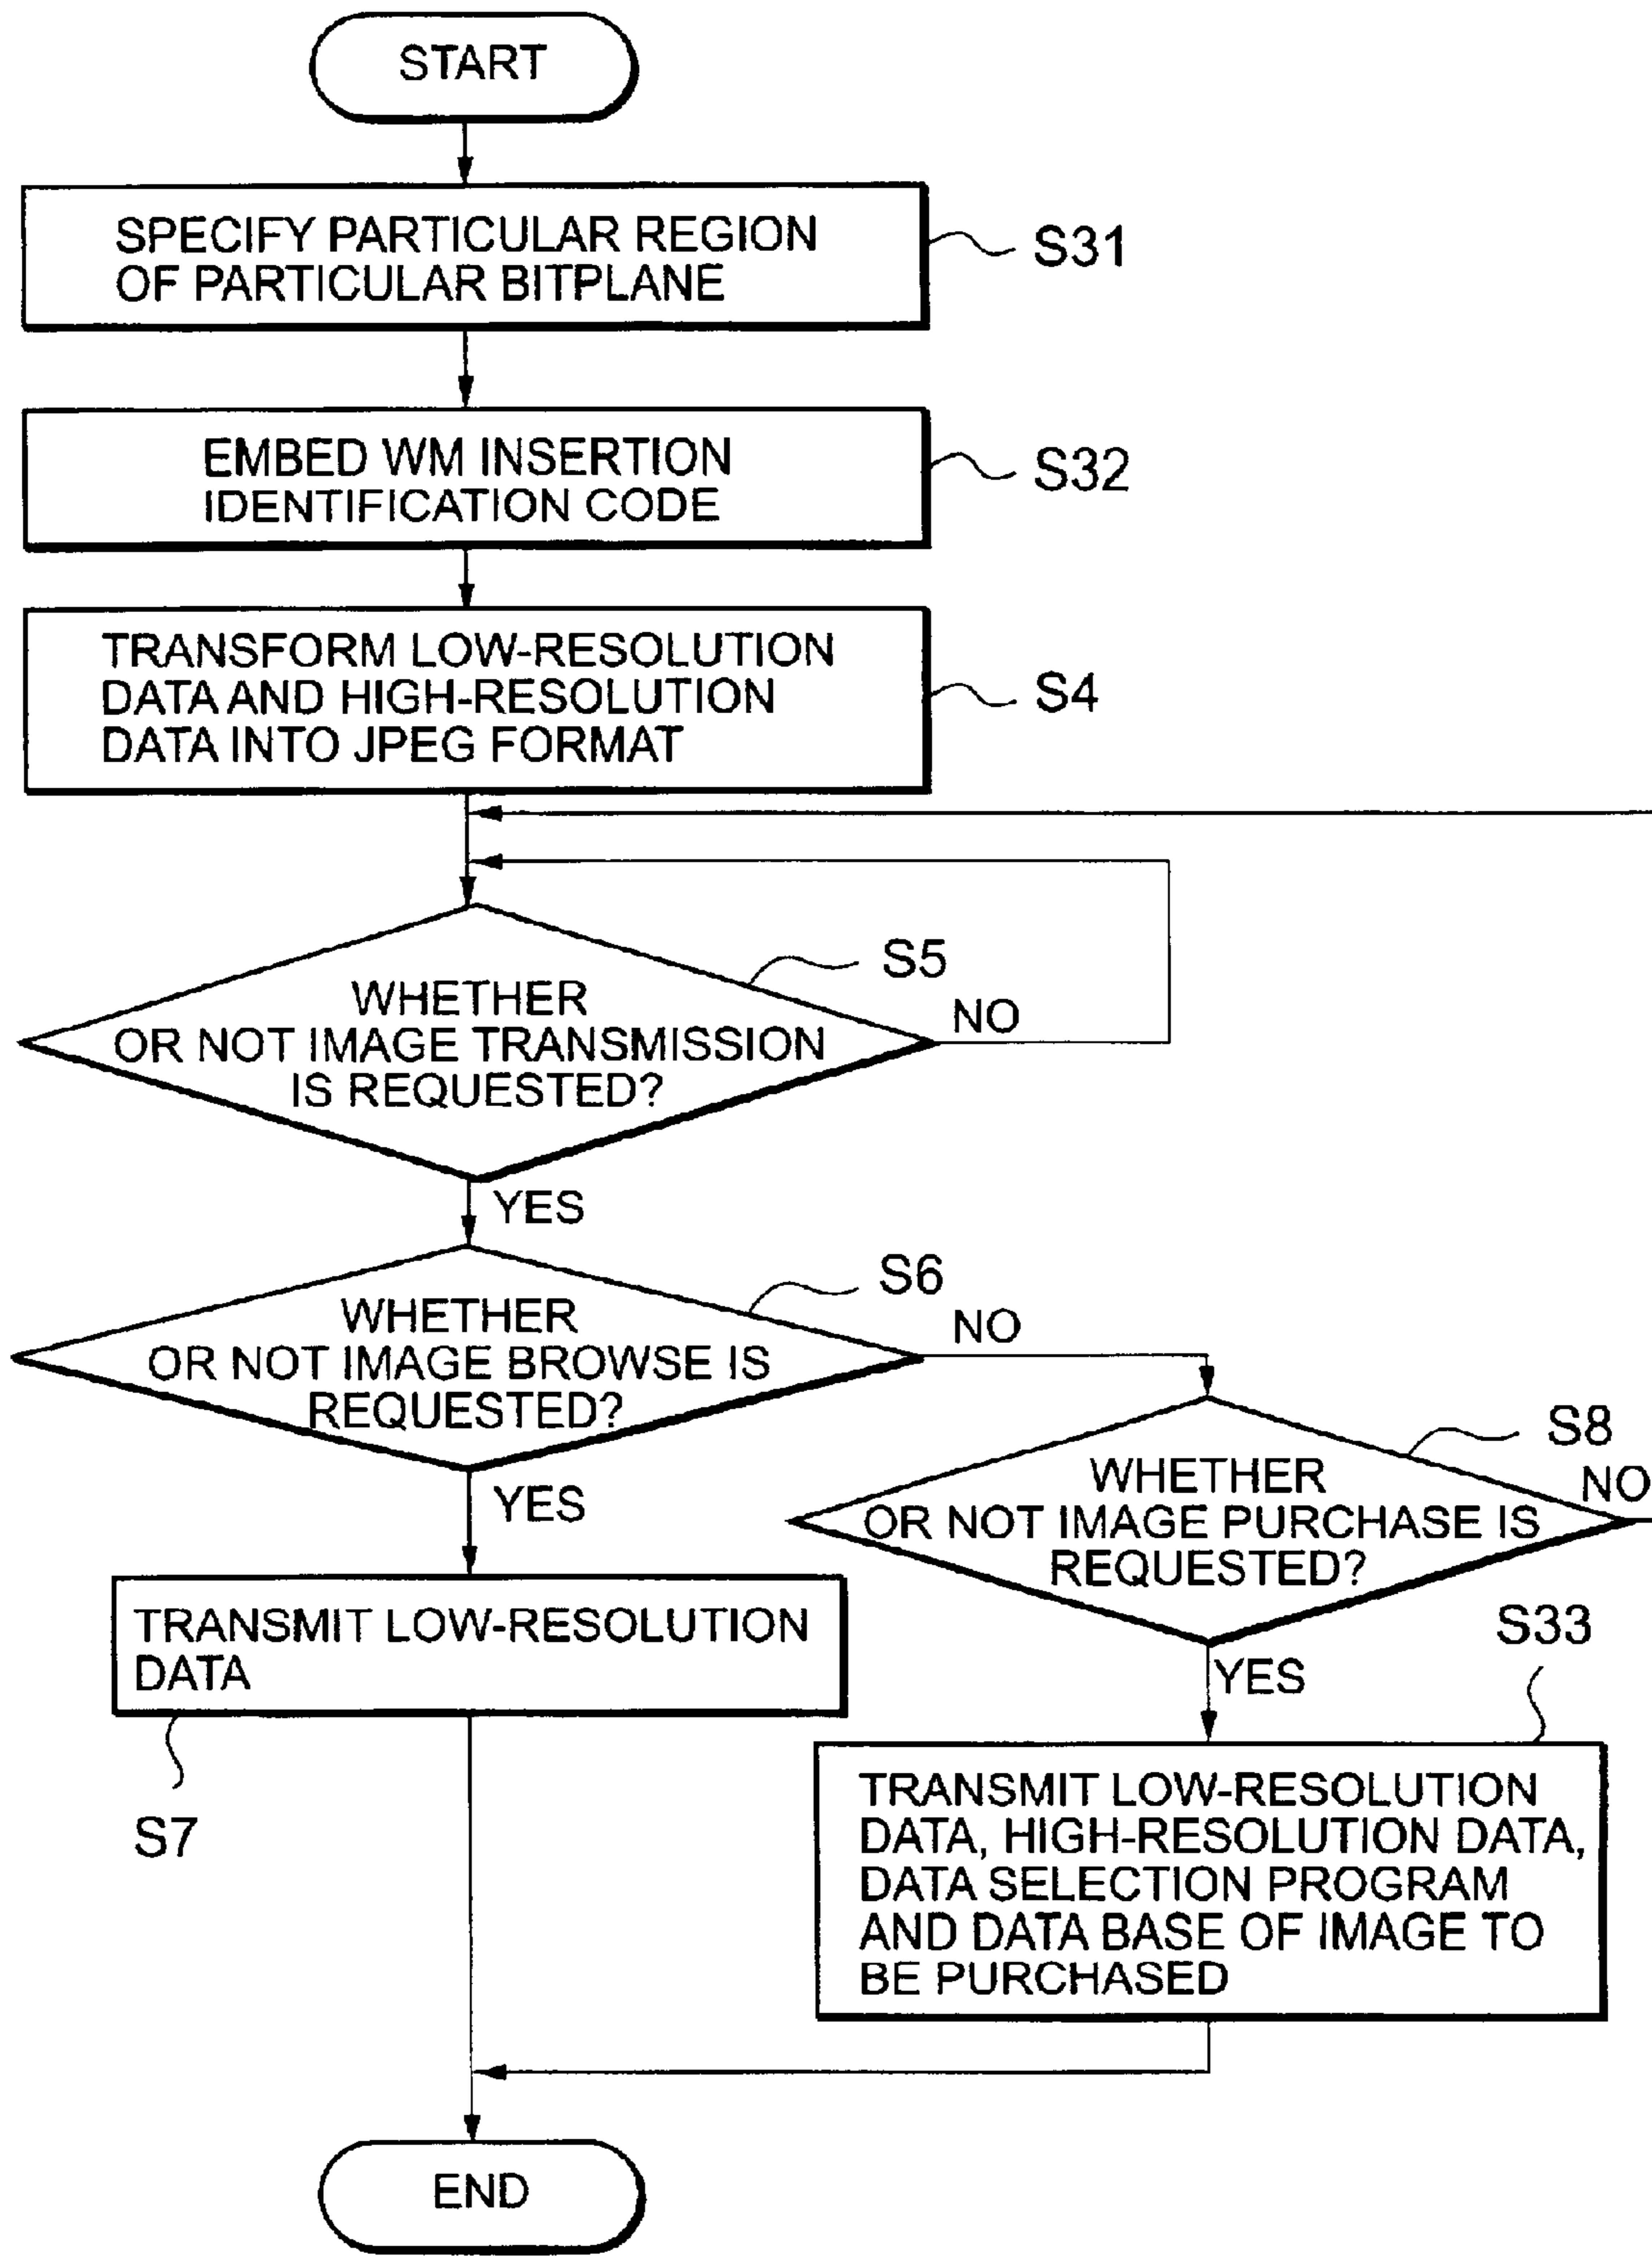 START
SPECIFY PARTICULAR REGION
OF PARTICULAR BITPLANE
S31
EMBED WM INSERTION
IDENTIFICATION CODE
S32
TRANSFORM LOW-RESOLUTION
DATA AND HIGH-RESOLUTION
DATA INTO JPEG FORMAT
S4
S5
WHETHER
OR NOT IMAGE TRANSMISSION
IS REQUESTED?
NO
YES
S6
WHETHER
OR NOT IMAGE BROWSE IS
REQUESTED?
NO
YES
S8
WHETHER
OR NOT IMAGE PURCHASE IS
REQUESTED?
NO
YES
TRANSMIT LOW-RESOLUTION
DATA
S7
S33
TRANSMIT LOW-RESOLUTION
DATA, HIGH-RESOLUTION DATA,
DATA SELECTION PROGRAM
AND DATA BASE OF IMAGE TO
BE PURCHASED
END